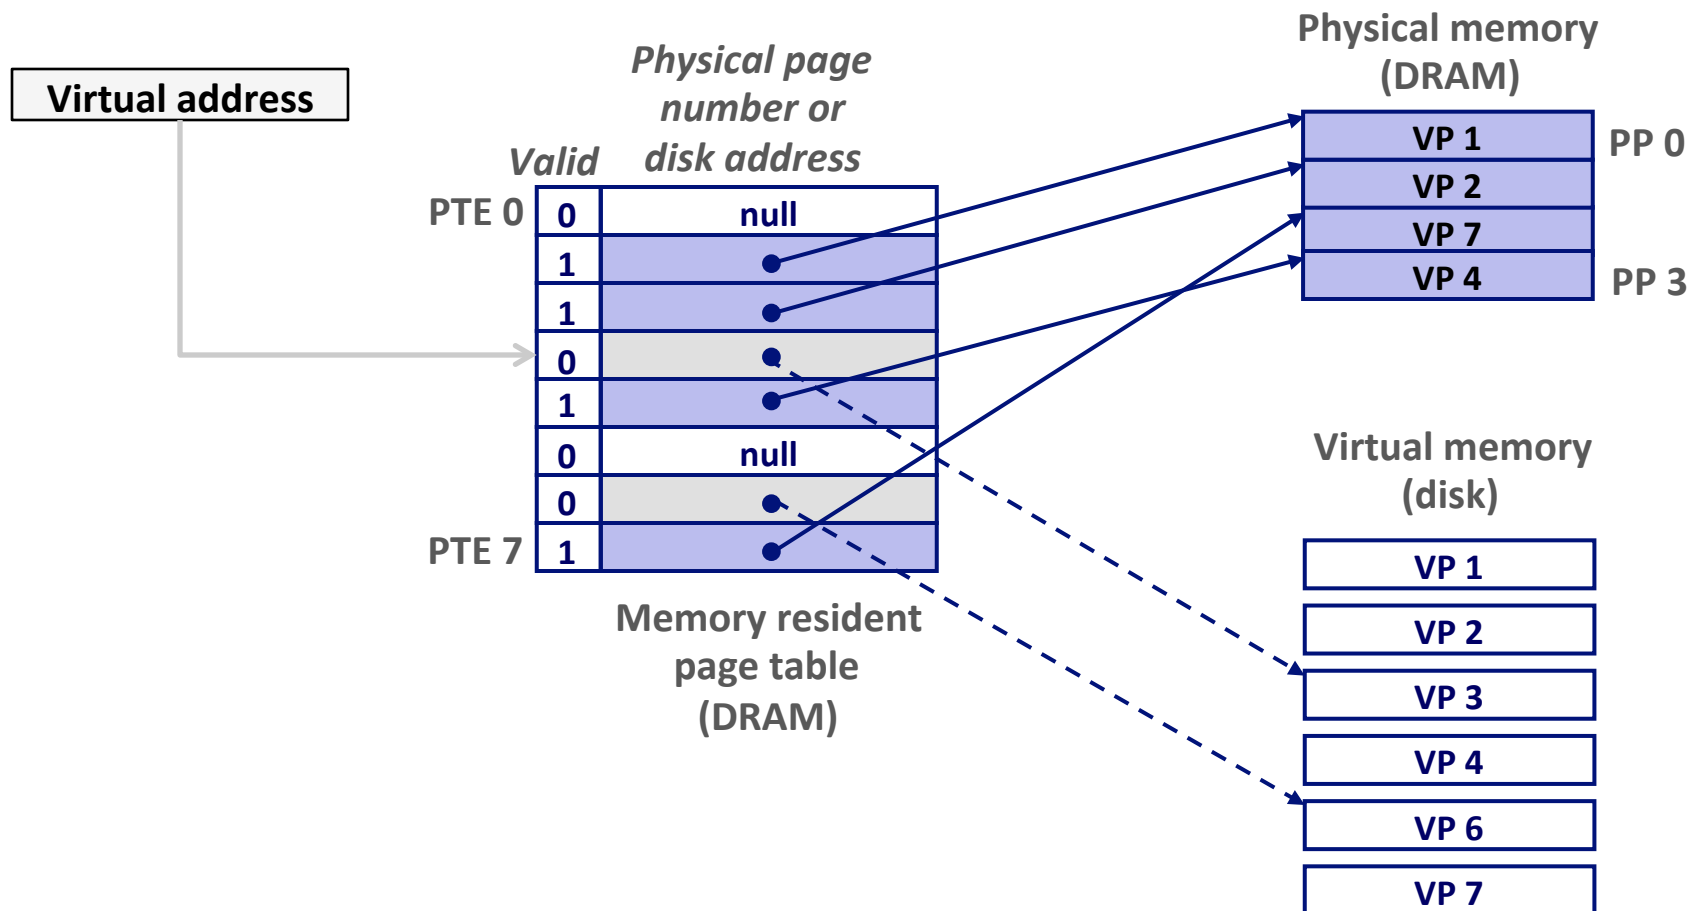 Virtual address
Physical page
number or
disk address
Valid
PTE 0
0
null
1
1
0
1
0
null
0
PTE 7
1
Memory resident
page table
(DRAM)
Physical memory
(DRAM)
VP 1
PP 0
VP 2
VP 7
VP 4
PP 3
Virtual memory
(disk)
VP 1
VP 2
VP 3
VP 4
VP 6
VP 7